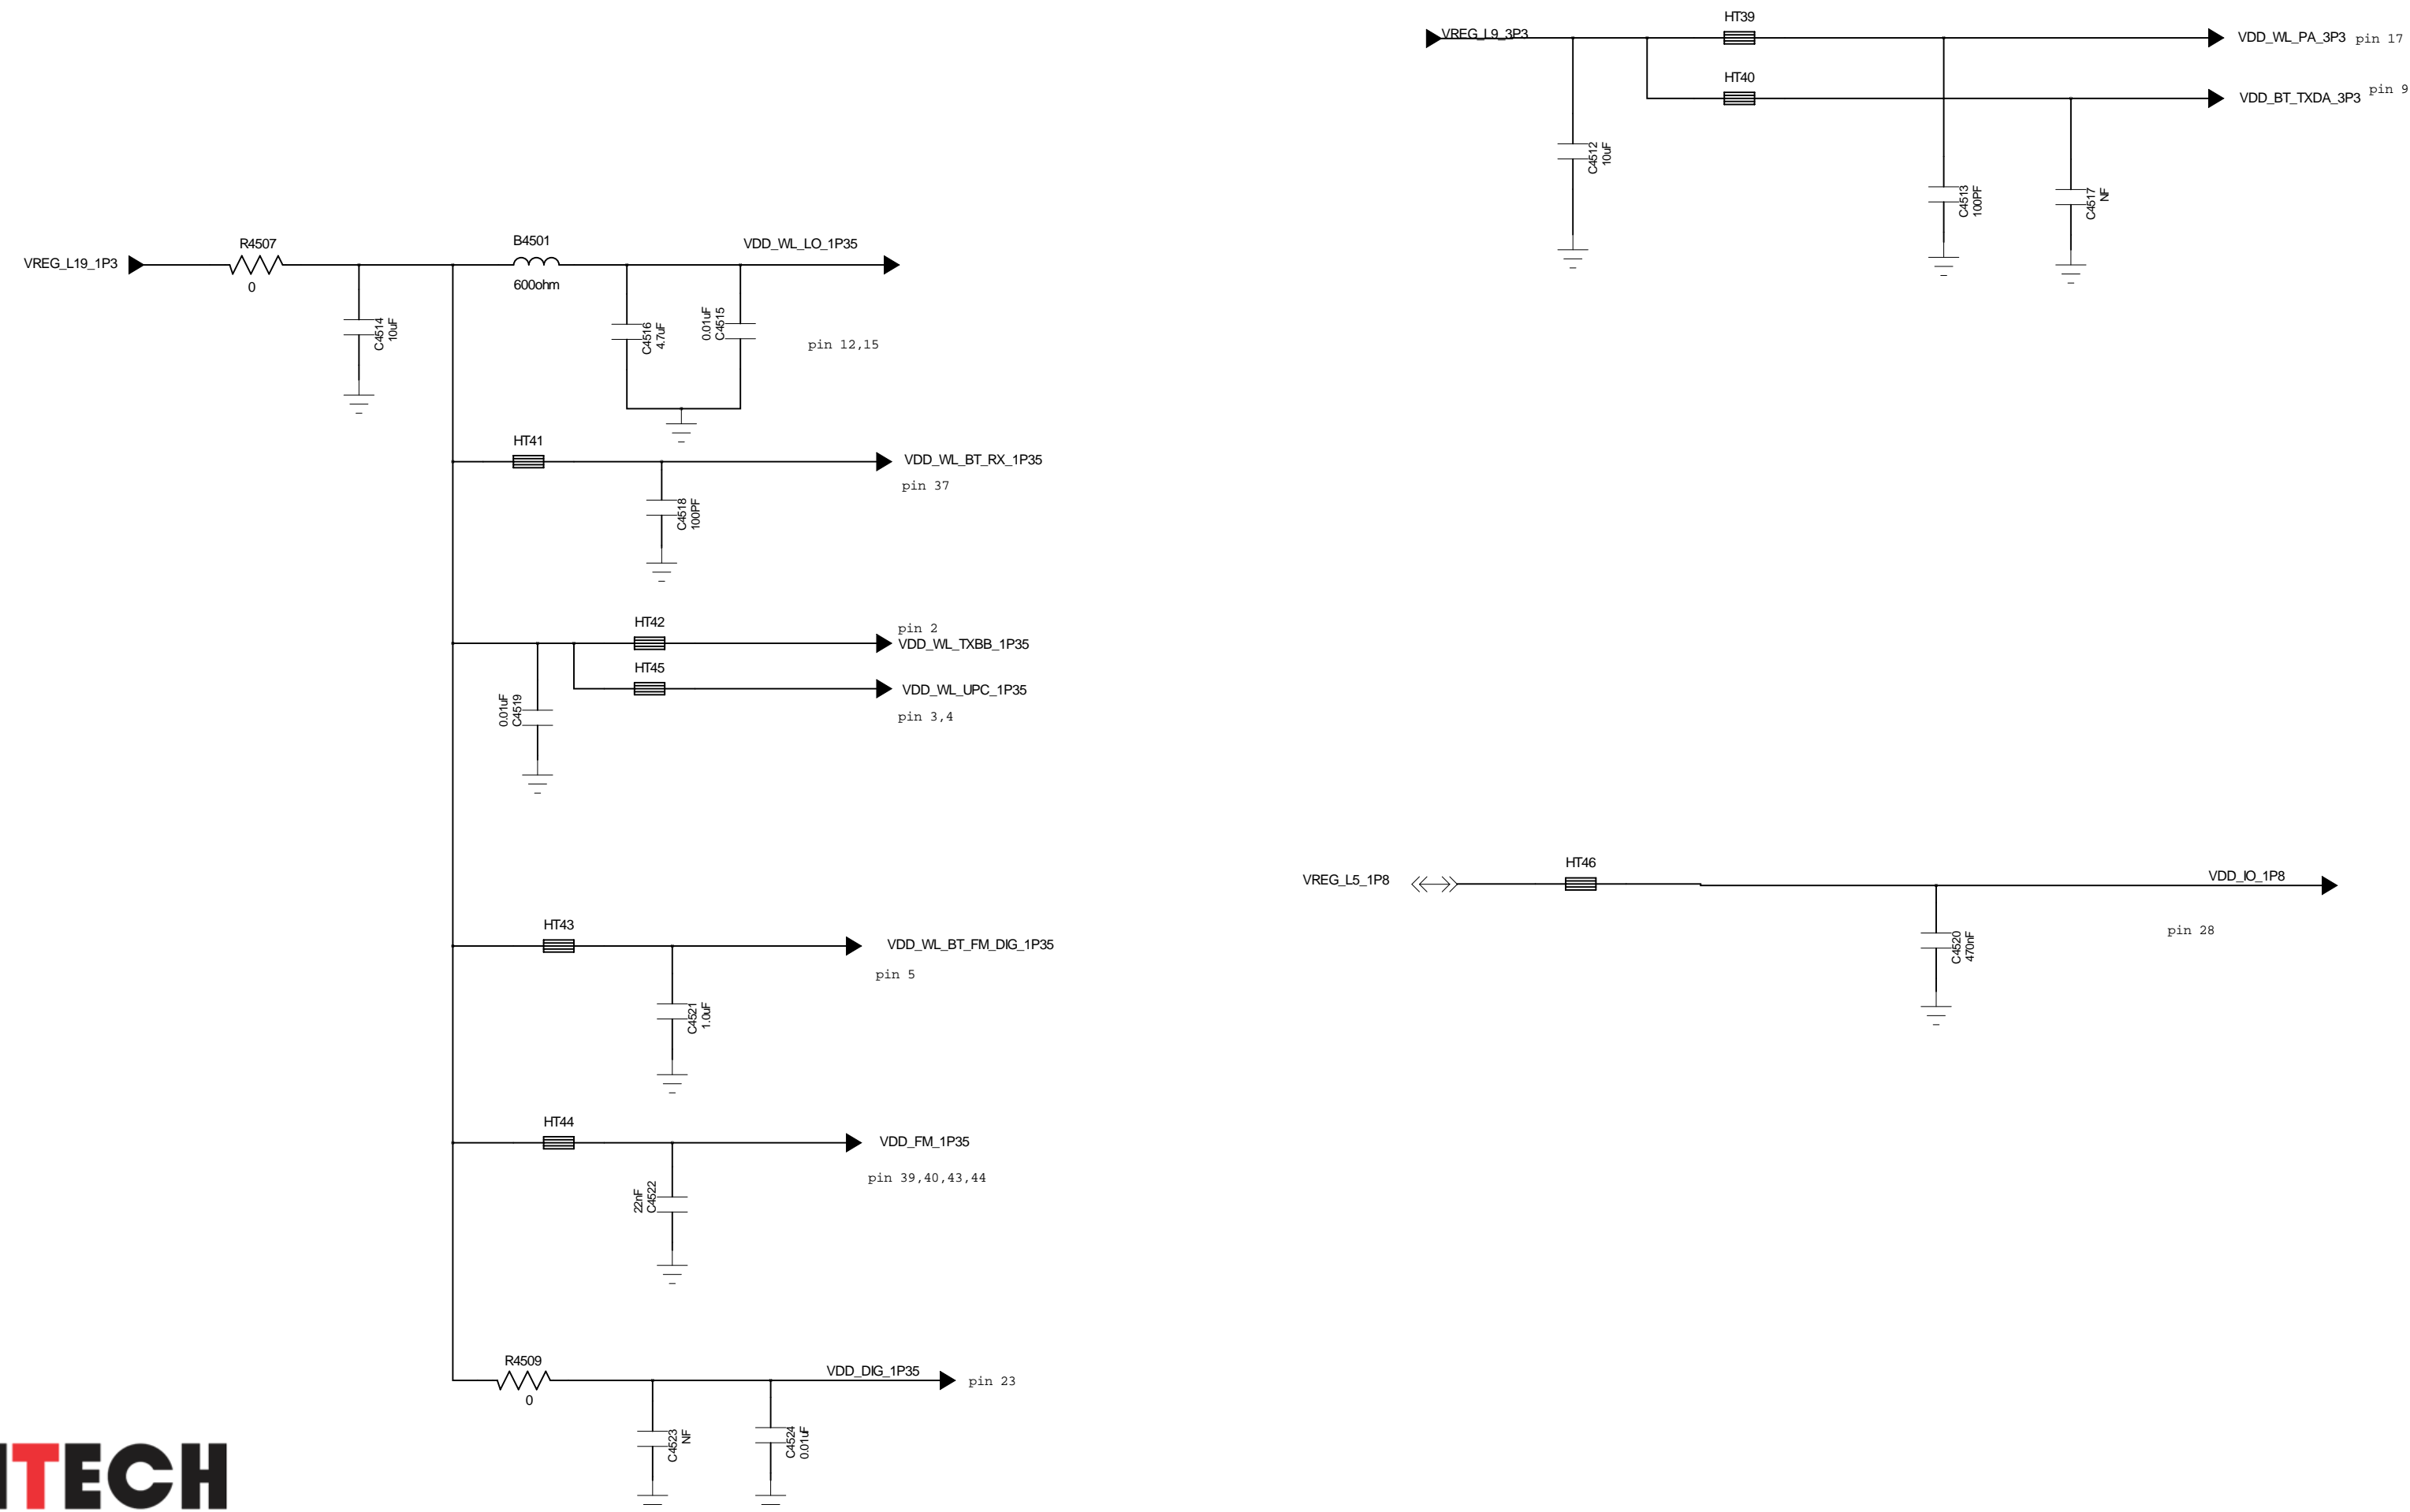 HT39
VREG_L9_3P3
VDD_WL_PA_3P3 pin 17
HT40
VDD_BT_TXDA_3P3 pin 9
C4512
10uF
C4513
100PF
C4517
NF
VREG_L19_1P3
R4507
0
B4501
600ohm
VDD_WL_LO_1P35
C4514
10uF
C4516
4.7uF
0.01uF
C4515
pin 12,15
HT41
VDD_WL_BT_RX_1P35
pin 37
C4518
100PF
HT42
pin 2
VDD_WL_TXBB_1P35
HT45
VDD_WL_UPC_1P35
pin 3,4
0.01uF
C4519
VREG_L5_1P8
HT46
VDD_IO_1P8
pin 28
C4520
470nF
HT43
VDD_WL_BT_FM_DIG_1P35
pin 5
C4521
1.0uF
HT44
VDD_FM_1P35
pin 39,40,43,44
22nF
C4522
R4509
0
VDD_DIG_1P35
pin 23
C4523
NF
C4524
0.01uF
TECH